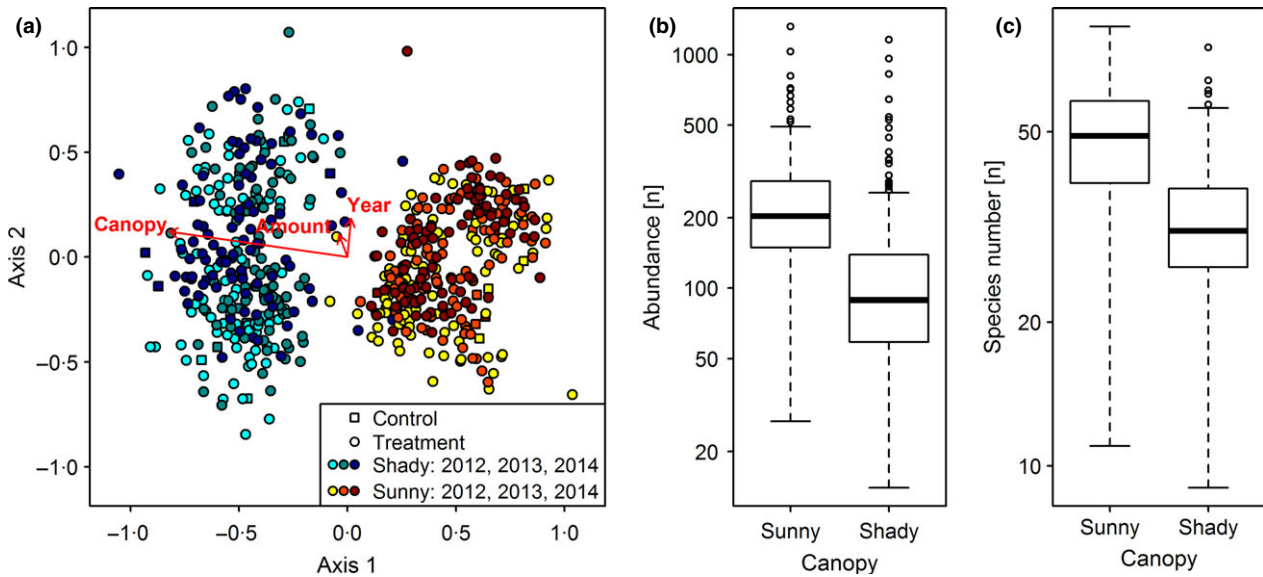 (a)
1·0
0·5
0·0
−0·5
−1·0
Axis 2
Canopy
Amount
Year
Control
Treatment
Shady: 2012, 2013, 2014
Sunny: 2012, 2013, 2014
−1·0 −0·5 0·0 0·5 1·0
Axis 1
(b)
1000
500
200
100
50
20
Abundance [n]
Sunny Shady
Canopy
(c)
50
20
10
Species number [n]
Sunny Shady
Canopy